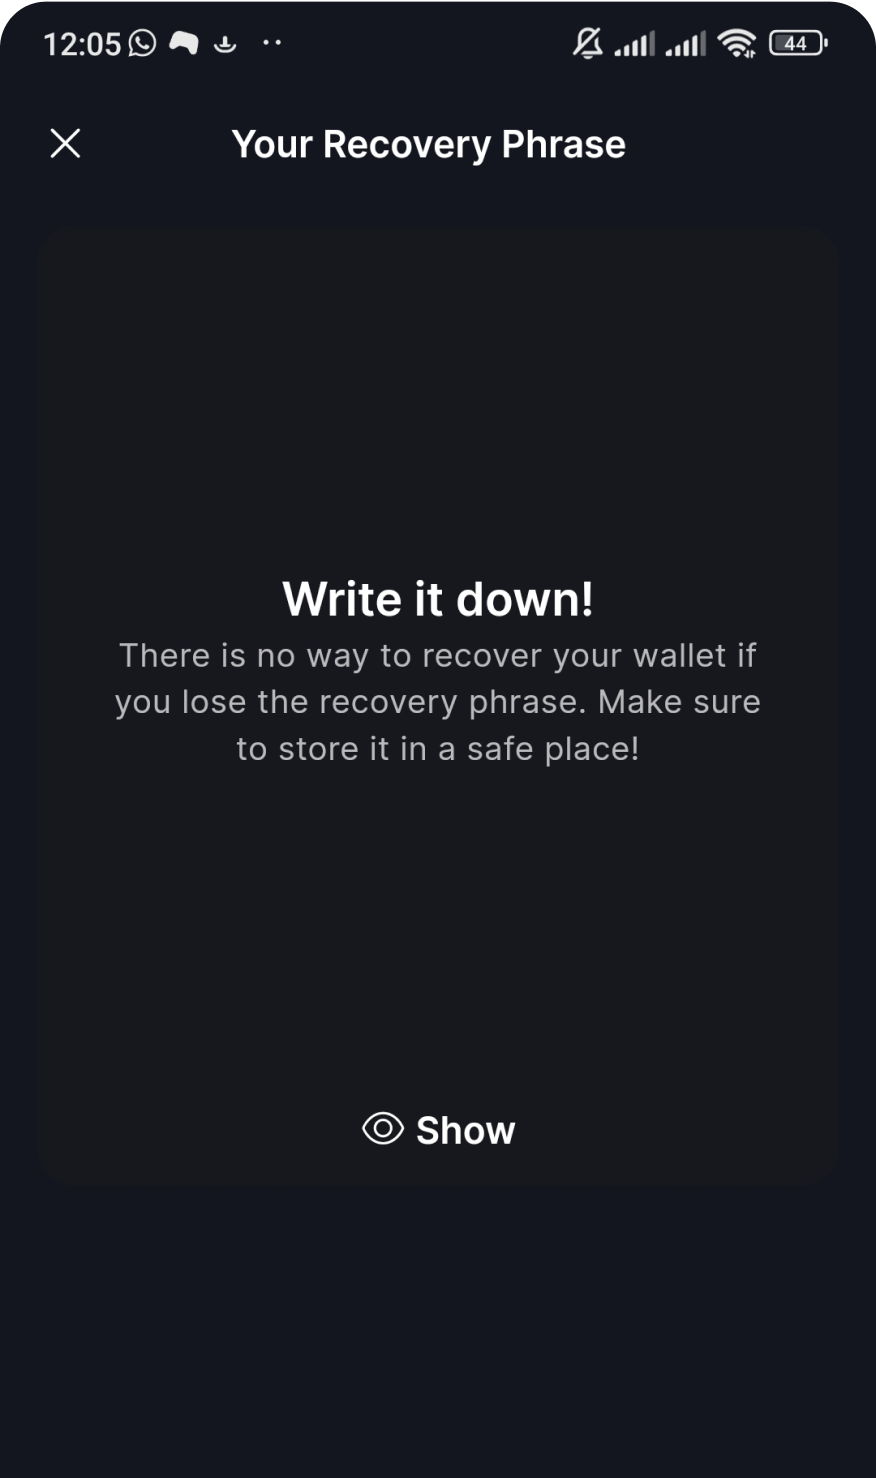 12:05
44
Your Recovery Phrase
Write it down!
There is no way to recover your wallet if
you lose the recovery phrase. Make sure
to store it in a safe place!
Show